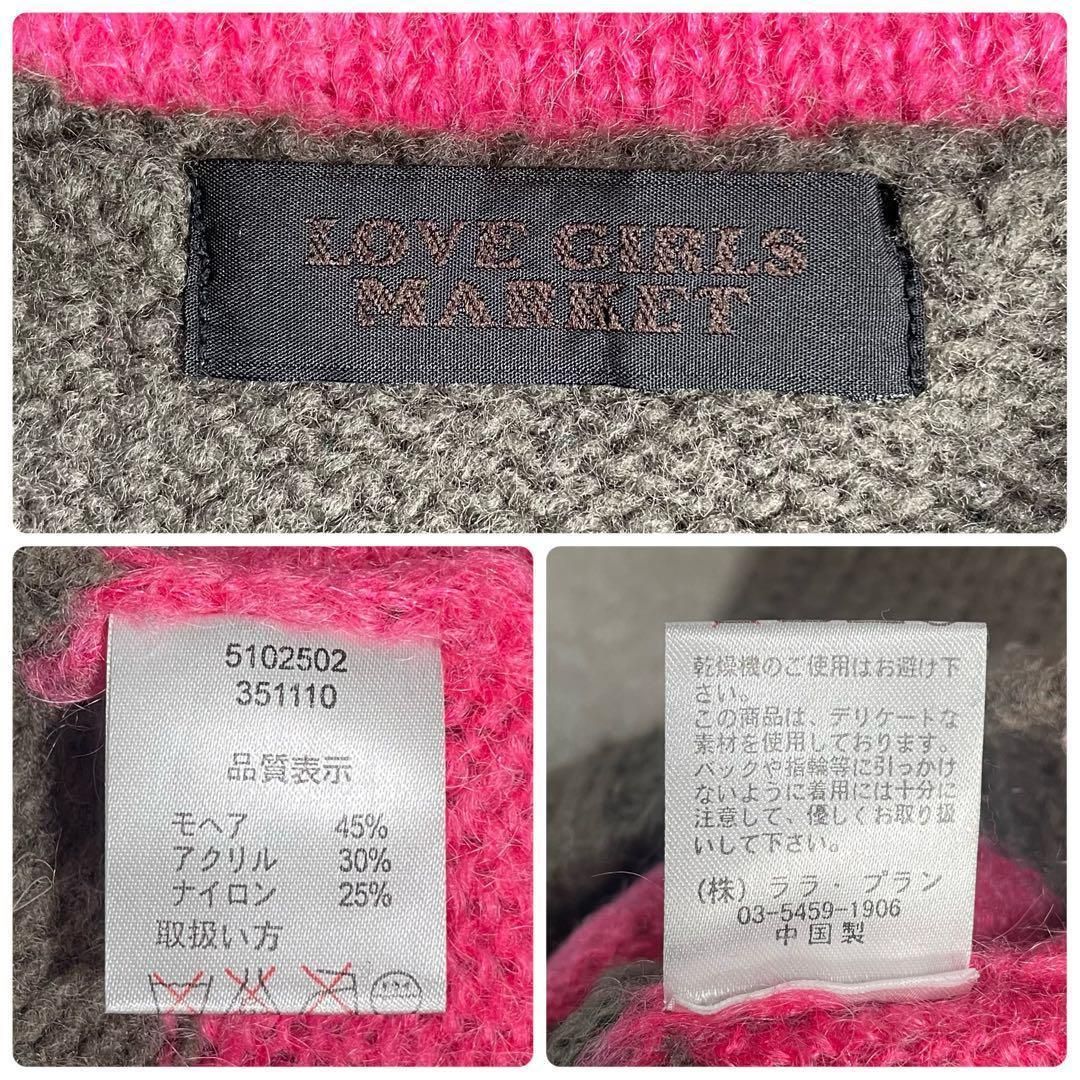 LOVE GIRLS
MARKET
5102502
351110
品質表示
モヘア 45%
アクリル 30%
ナイロン 25%
取扱い方
乾燥機のご使用はお避け下
さい。
この商品は、デリケートな
素材を使用しております。
バックや指輪等に引っかけ
ないように着用には十分に
注意して、優しくお取り扱
いして下さい。
(株) ララ・プラン
03-5459-1906
中国製